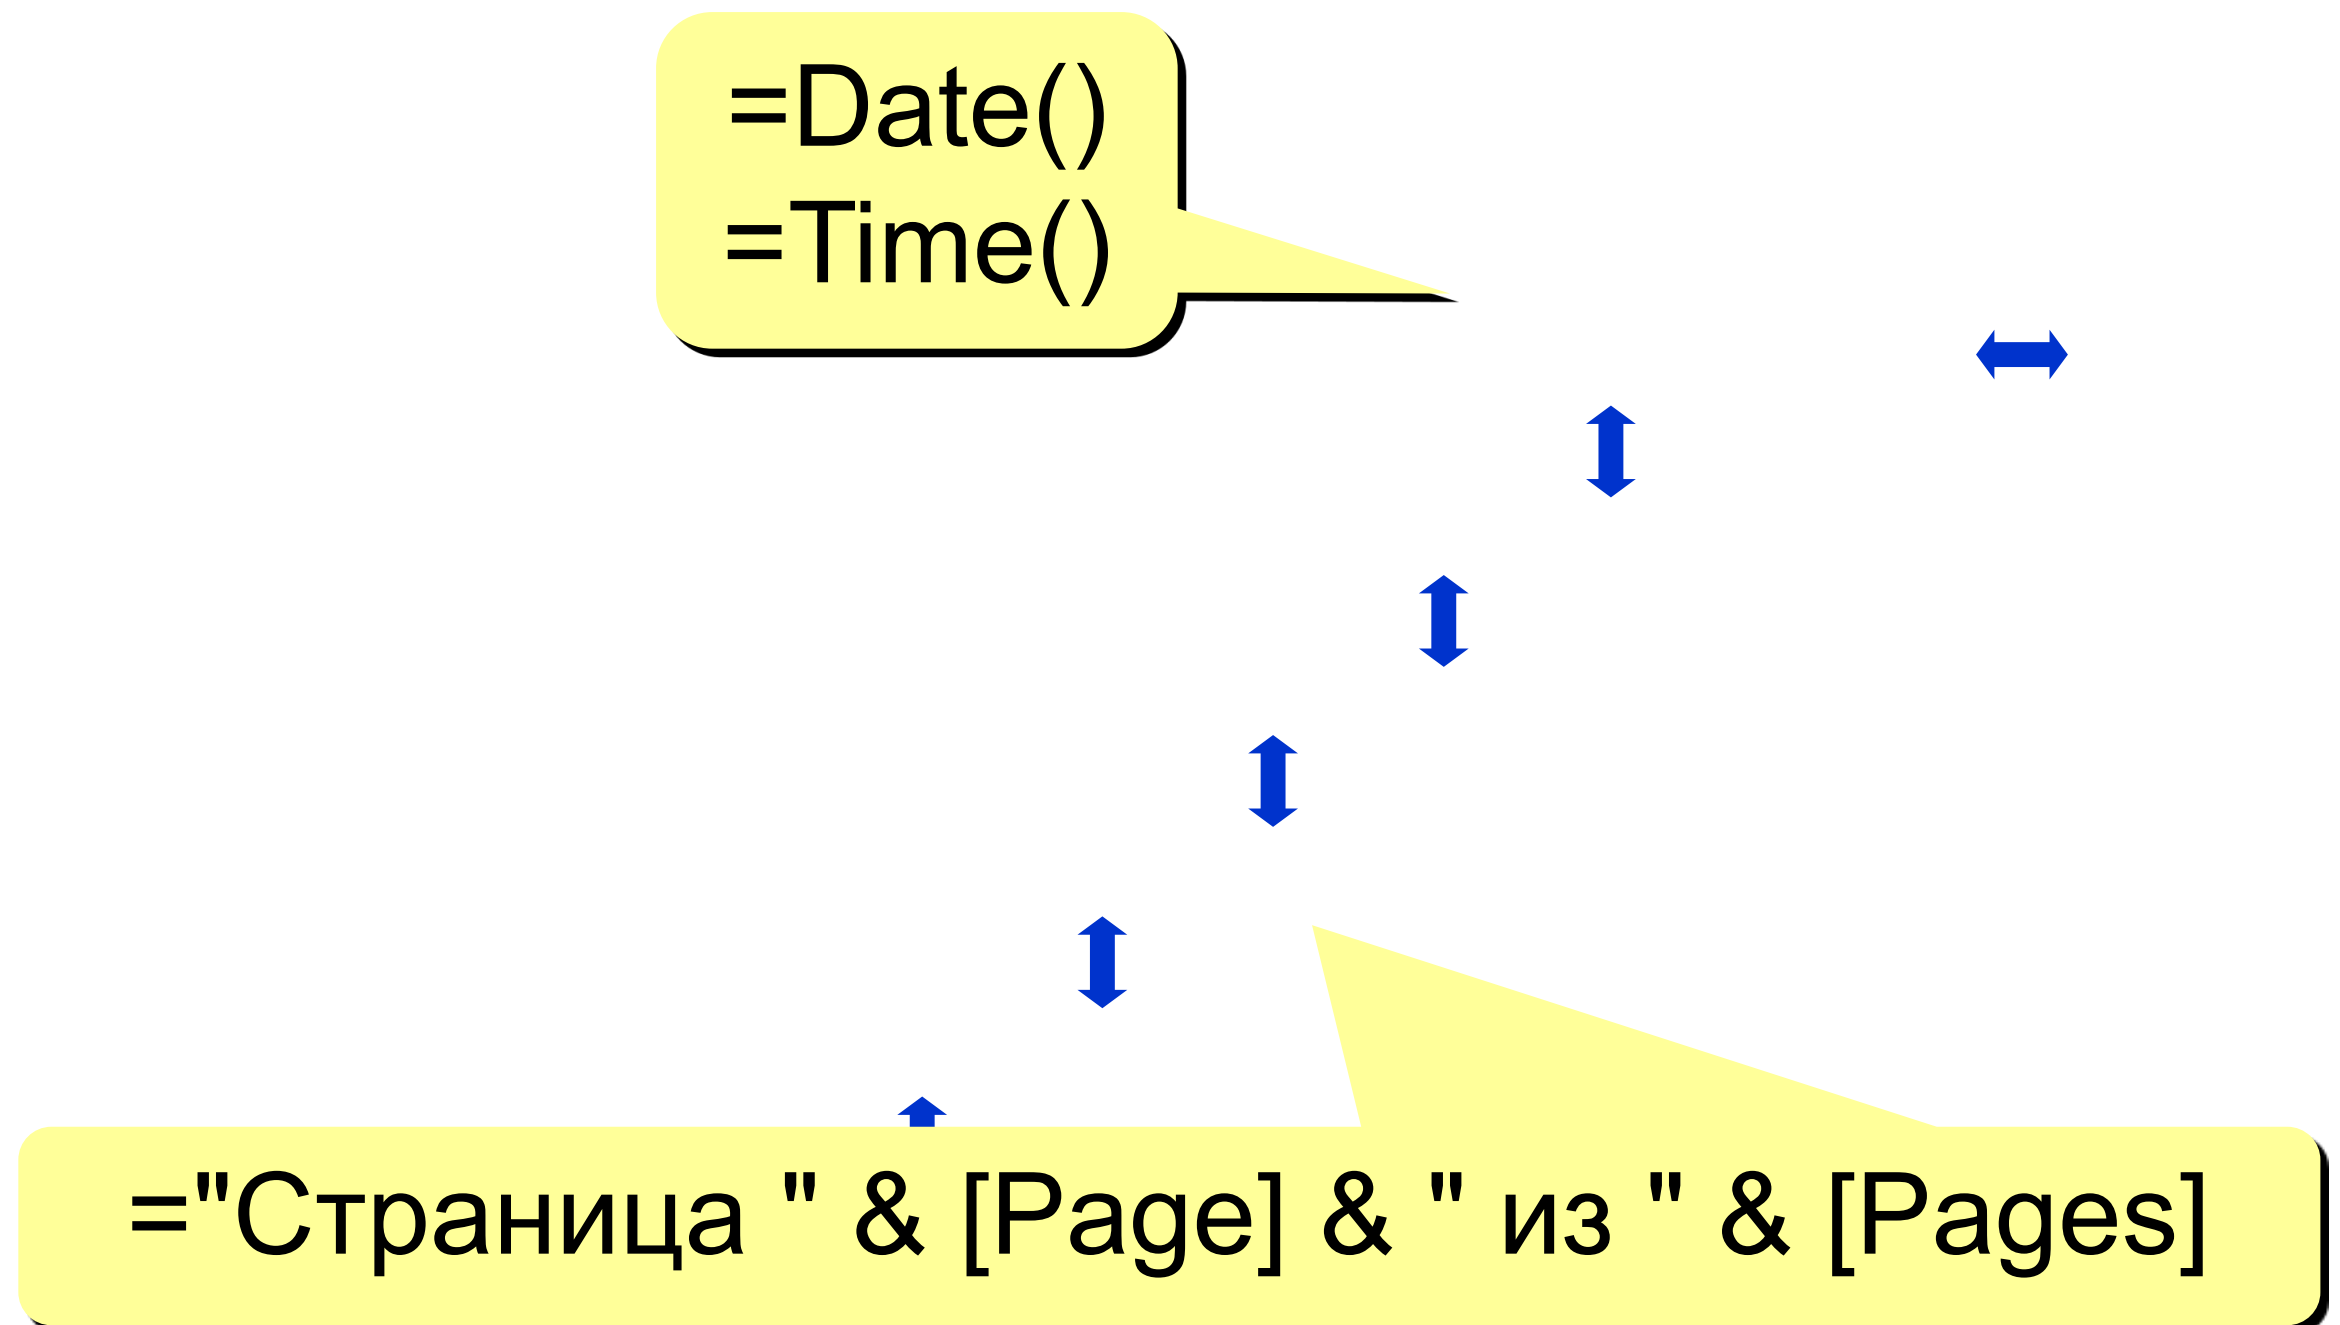 =Date()
=Time()
="Страница " & [Page] & " из " & [Pages]